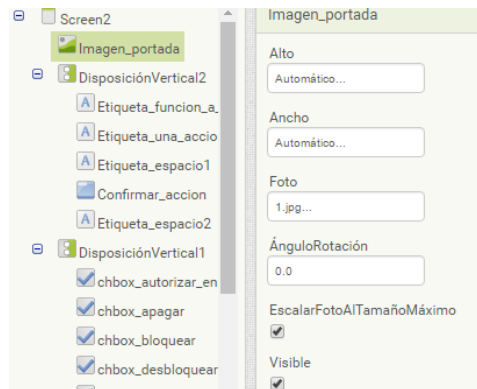 Screen2
Imagen_portada
DisposiciónVertical2
A Etiqueta_funcion_a_
A Etiqueta_una_accio
A Etiqueta_espacio1
Confirmar_accion
A Etiqueta_espacio2
DisposiciónVertical1
chbox_autorizar_en
chbox_apagar
chbox_bloquear
chbox_desbloquear
Imagen_portada
Alto
Automático...
Ancho
Automático...
Foto
1.jpg...
ÁnguloRotación
0.0
EscalarFotoAlTamañoMáximo
Visible